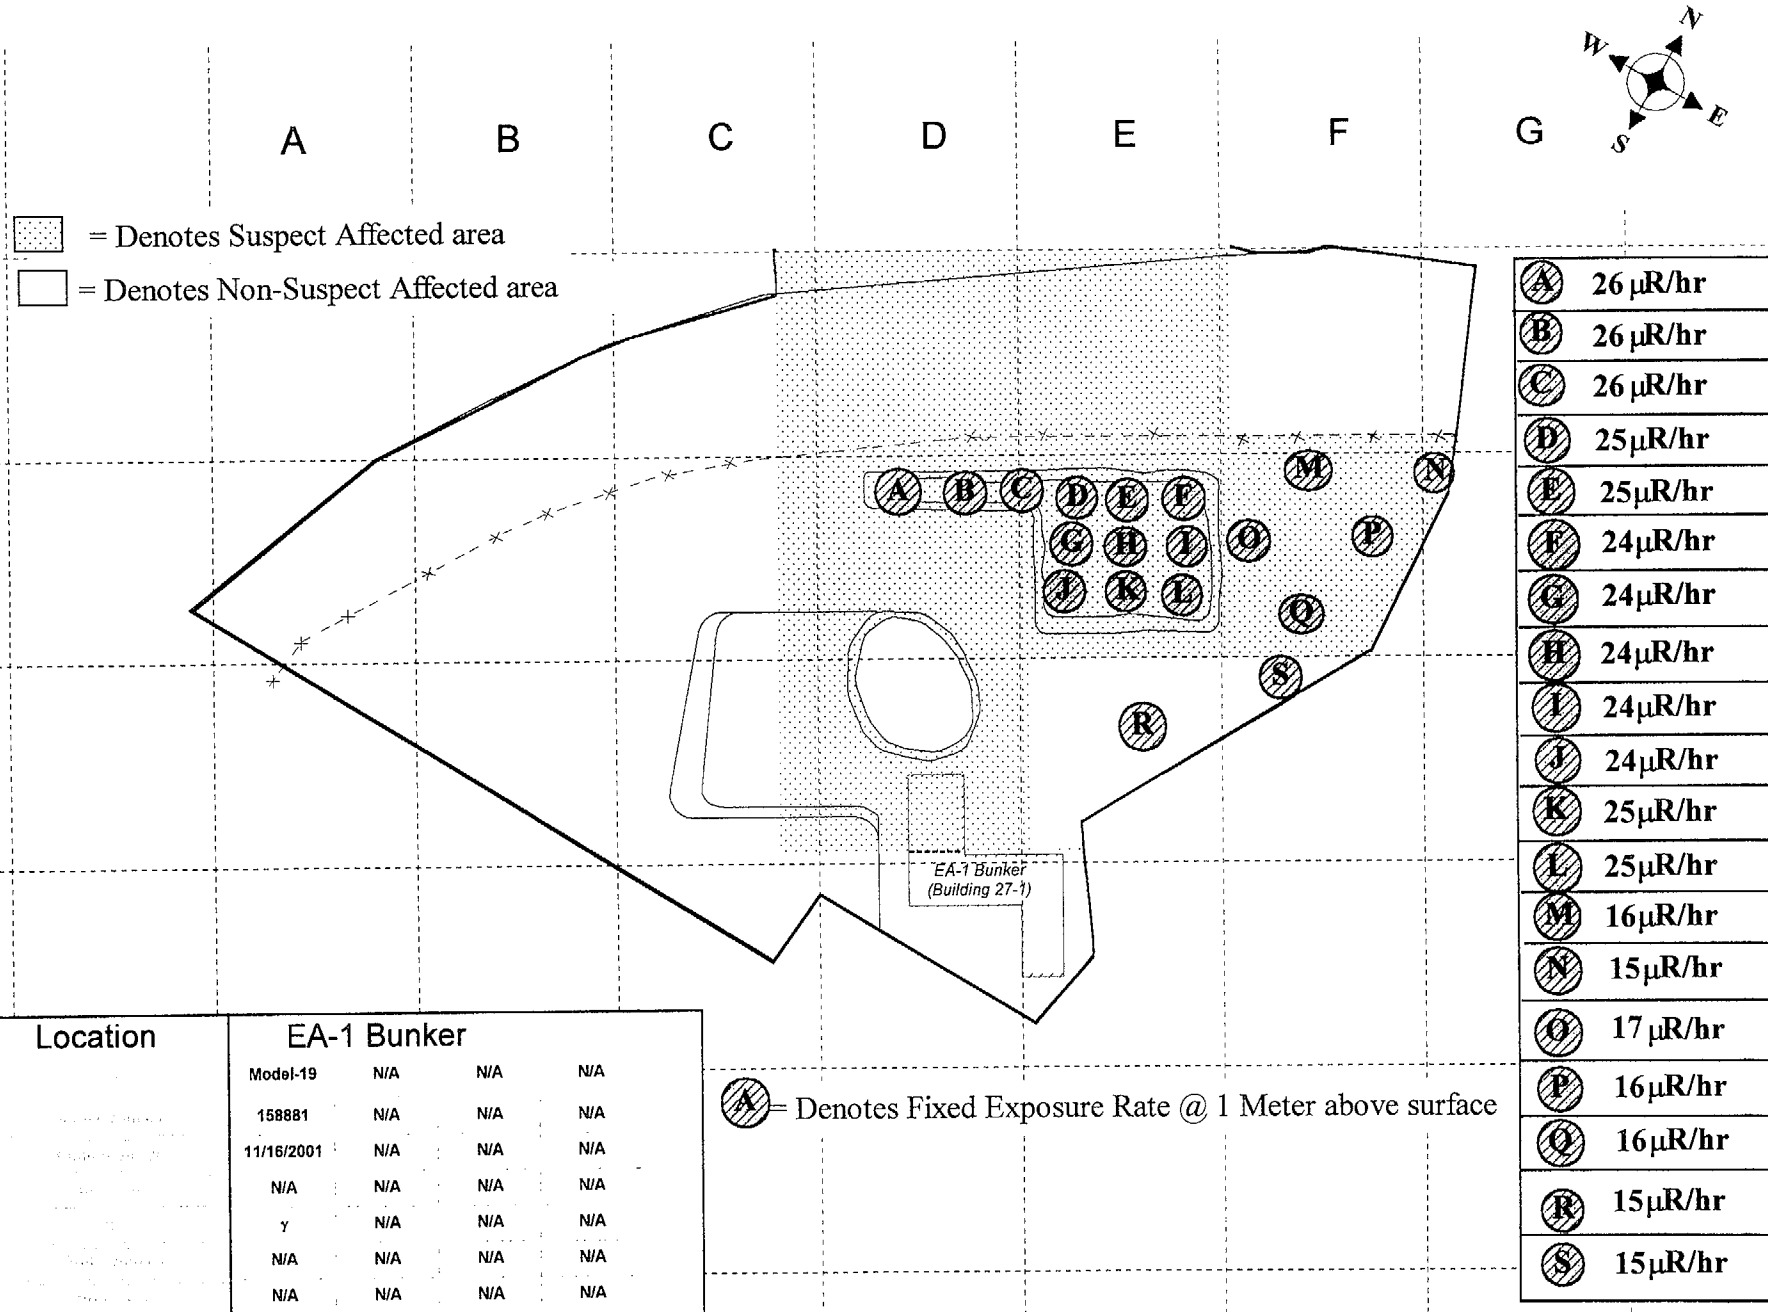 N
W
E
S
A B C D E F G
= Denotes Suspect Affected area
= Denotes Non-Suspect Affected area
A 26 µR/hr
B 26 µR/hr
C 26 µR/hr
D 25µR/hr
E 25µR/hr
F 24µR/hr
G 24µR/hr
H 24µR/hr
I 24µR/hr
J 24µR/hr
K 25µR/hr
L 25µR/hr
M 16µR/hr
N 15µR/hr
O 17µR/hr
P 16µR/hr
Q 16µR/hr
R 15µR/hr
S 15µR/hr
M N
A B C D E F
G H I O P
J K L
Q
S
R
EA-1 Bunker
(Building 27-1)
Location EA-1 Bunker
Model-19 N/A N/A N/A
158881 N/A N/A N/A
11/16/2001 N/A N/A N/A
N/A N/A N/A N/A
γ N/A N/A N/A
N/A N/A N/A N/A
N/A N/A N/A N/A
A = Denotes Fixed Exposure Rate @ 1 Meter above surface